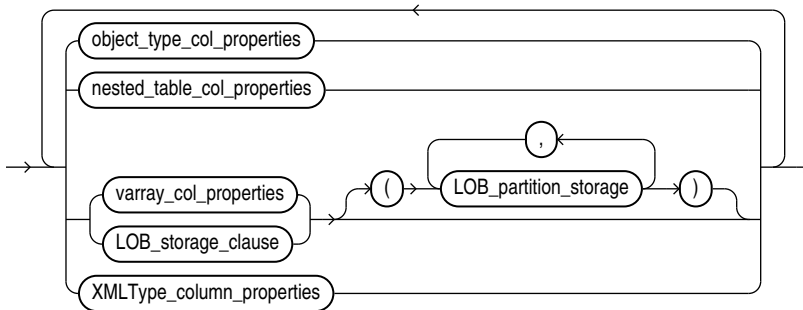 object_type_col_properties
nested_table_col_properties
,
varray_col_properties
( LOB_partition_storage )
LOB_storage_clause
XMLType_column_properties